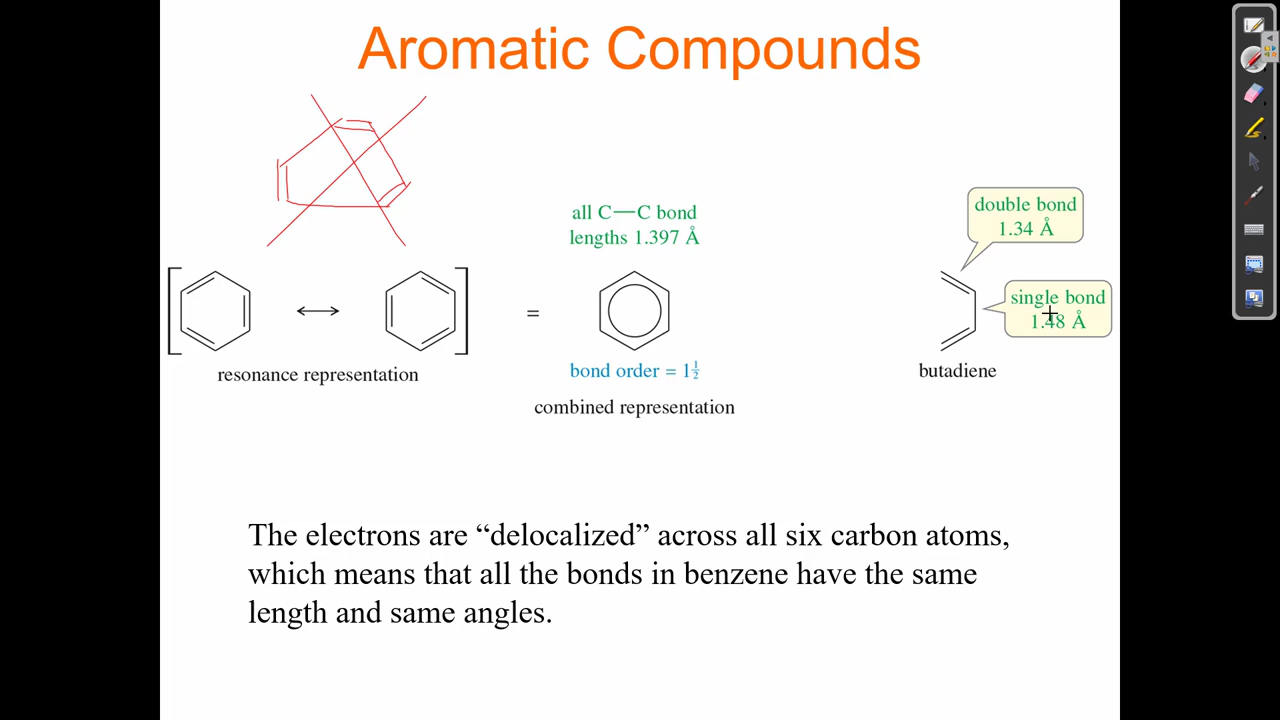 Aromatic Compounds
all C—C bond
lengths 1.397 Å
double bond
1.34 Å
single bond
1.48 Å
=
bond order = 1½
resonance representation
butadiene
combined representation
The electrons are “delocalized” across all six carbon atoms,
which means that all the bonds in benzene have the same
length and same angles.